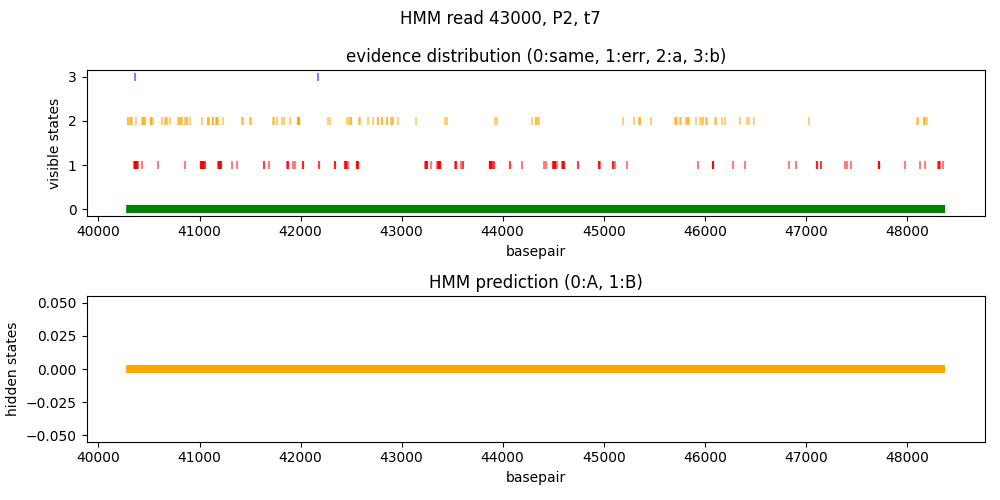 HMM read 43000, P2, t7
evidence distribution (0:same, 1:err, 2:a, 3:b)
visible states
3
2
1
0
40000 41000 42000 43000 44000 45000 46000 47000 48000
basepair
HMM prediction (0:A, 1:B)
hidden states
0.050
0.025
0.000
−0.025
−0.050
40000 41000 42000 43000 44000 45000 46000 47000 48000
basepair